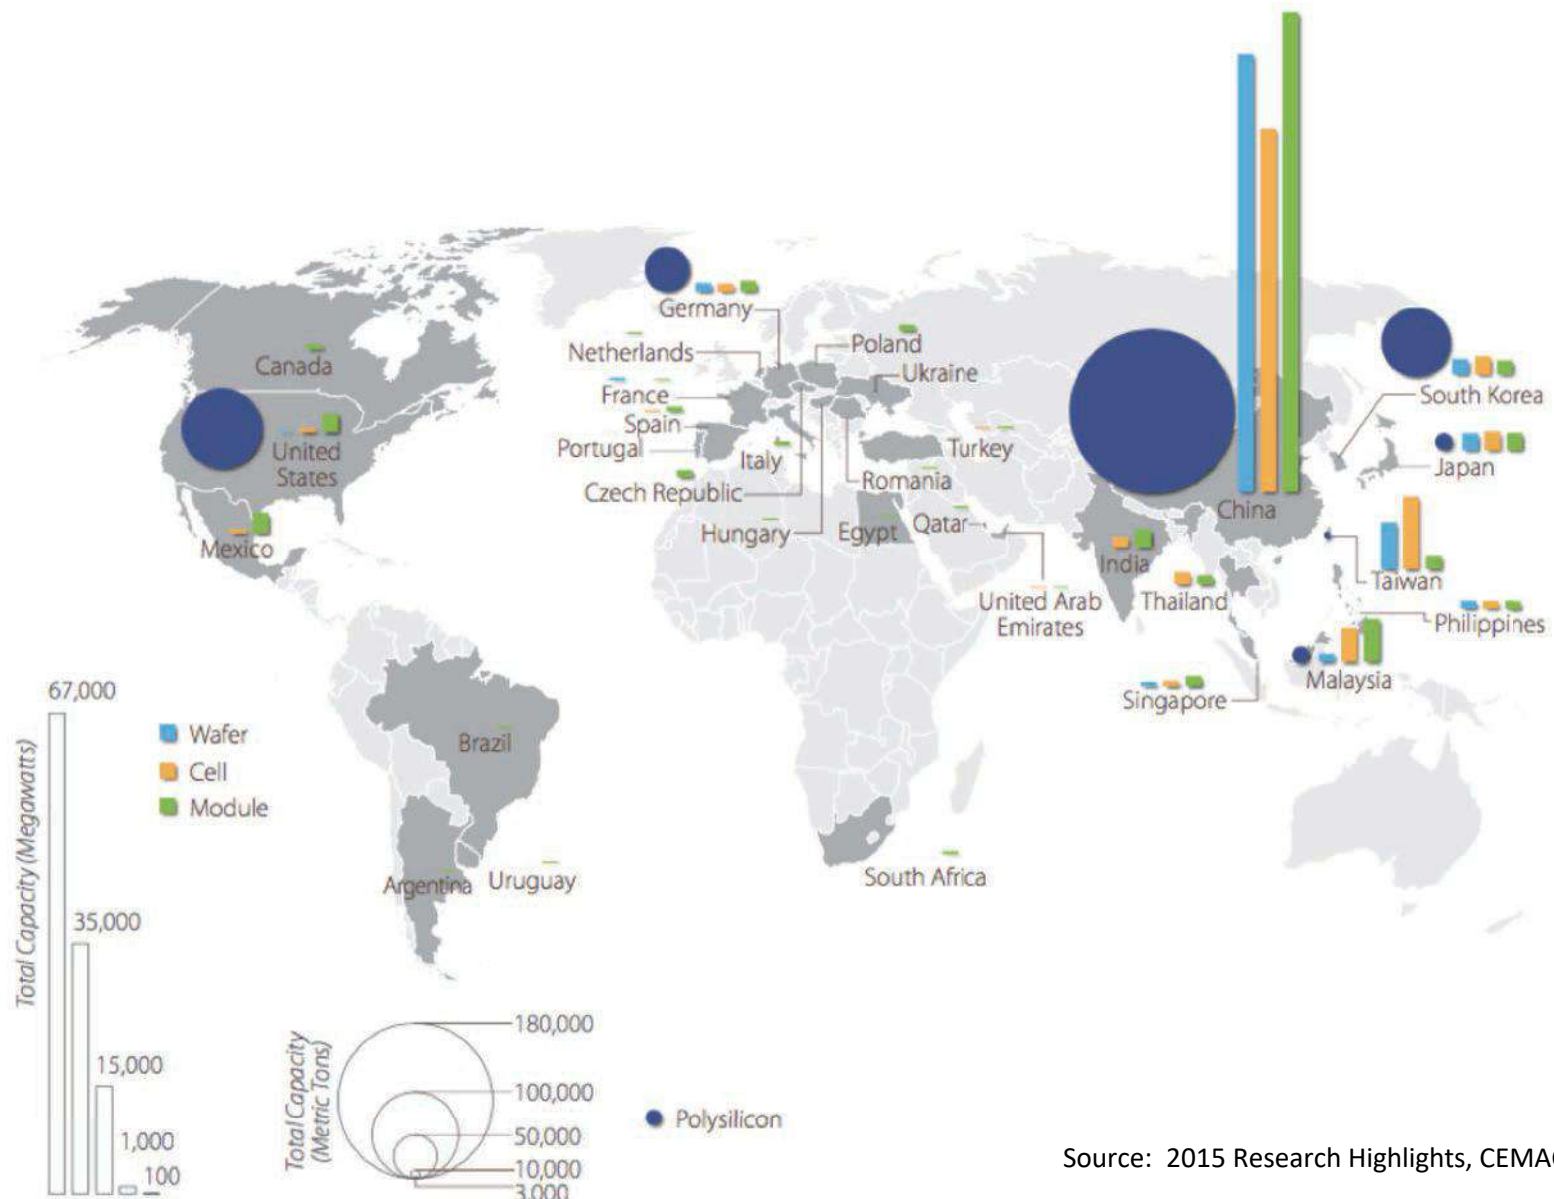 Germany
Netherlands
Poland
Canada
Ukraine
France
South Korea
Spain
United
States
Portugal
Italy
Turkey
Japan
Czech Republic
Romania
China
Hungary
Egypt
Qatar
Mexico
India
Taiwan
United Arab
Emirates
Thailand
Philippines
Malaysia
Singapore
67,000
Wafer
Cell
Module
Brazil
Total Capacity (Megawatts)
35,000
Argentina
Uruguay
South Africa
15,000
1,000
100
Total Capacity
(Metric Tons)
180,000
100,000
50,000
10,000
3,000
Polysilicon
Source: 2015 Research Highlights, CEMAC